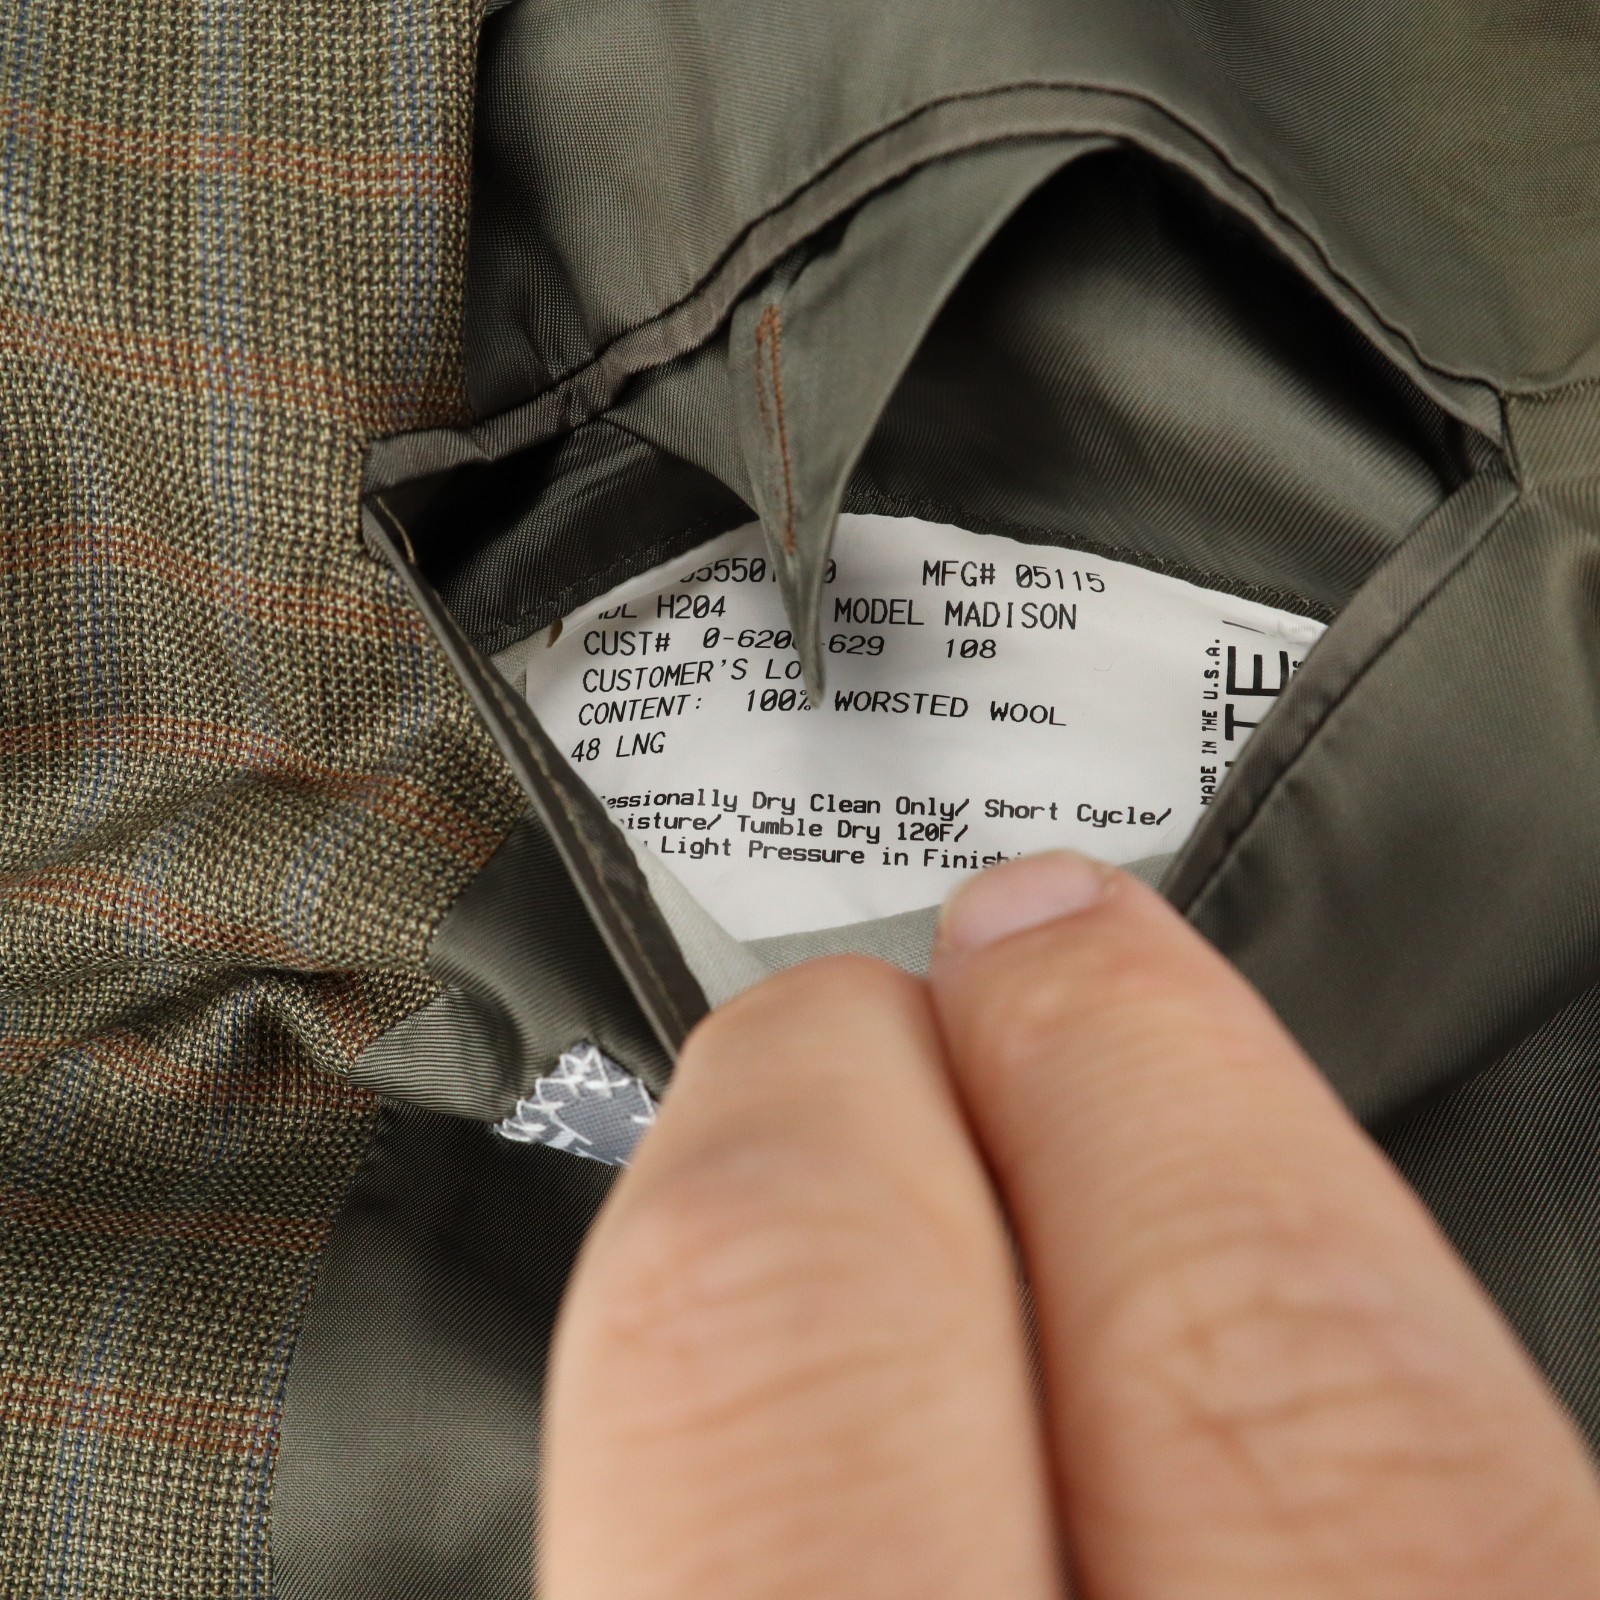 MFG# 05115
H204 MODEL MADISON
CUST# 629 108
CUSTOMER'S
CONTENT: 100% WORSTED WOOL
48 LNG
Dry Clean Only/ Short Cycle/
Tumble Dry 120F/
Light Pressure in
MADE IN THE U.S.A.